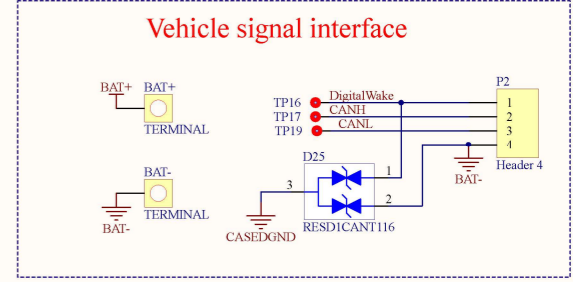 Vehicle signal interface
BAT+ BAT+
TERMINAL
BAT-
TERMINAL
BAT-
TP16 DigitalWake
TP17 CANH
TP19 CANL
P2
1
2
3
4
Header 4
BAT-
D25
3
1
2
RESD1CANT116
CASEDGND